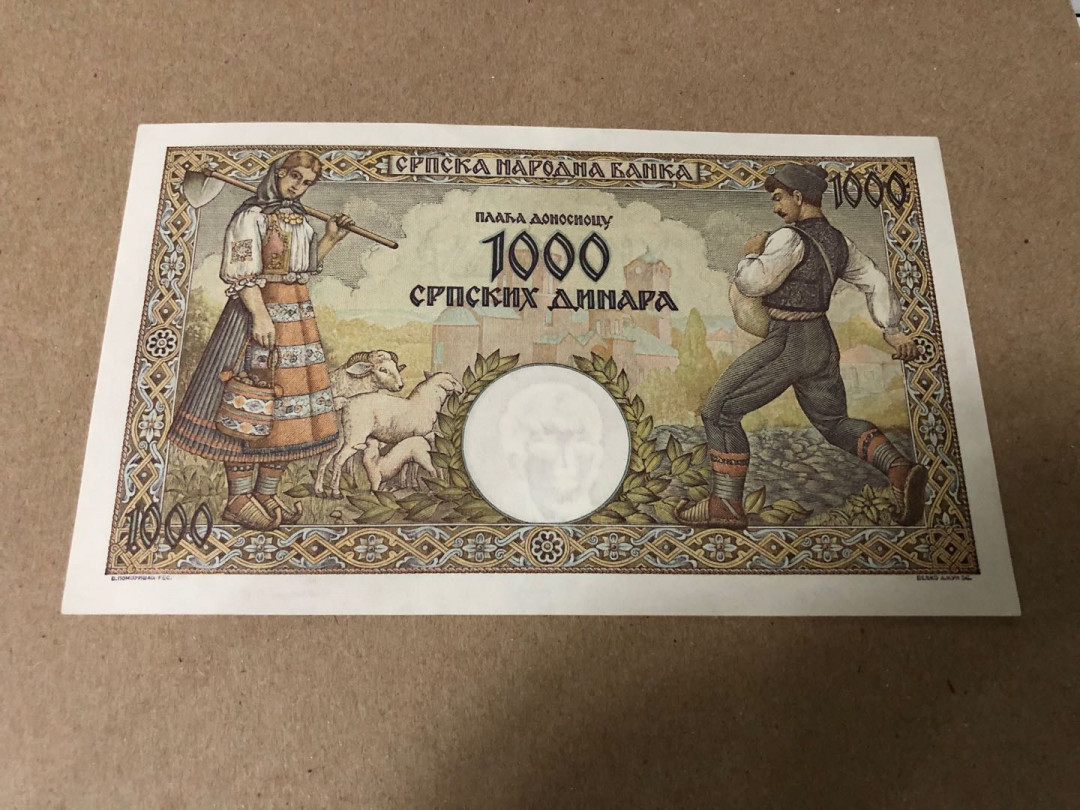 СРПСКА НАРОДНА БАНКА
1000
ПЛАЋА ДОНОСИОЦУ
1000
СРПСКИХ ДИНАРА
1000